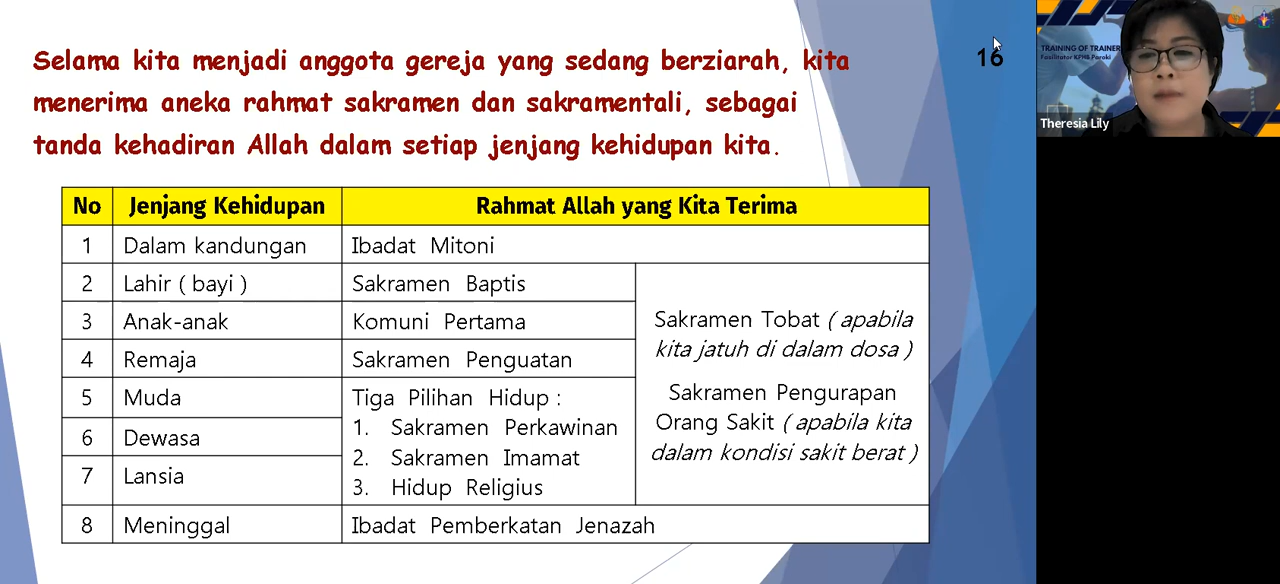 Selama kita menjadi anggota gereja yang sedang berziarah, kita
menerima aneka rahmat sakramen dan sakramentali, sebagai
tanda kehadiran Allah dalam setiap jenjang kehidupan kita.
16
No Jenjang Kehidupan Rahmat Allah yang Kita Terima
1 Dalam kandungan Ibadat Mitoni
2 Lahir ( bayi ) Sakramen Baptis
3 Anak-anak Komuni Pertama
4 Remaja Sakramen Penguatan
5 Muda Tiga Pilihan Hidup :
1. Sakramen Perkawinan
6 Dewasa
2. Sakramen Imamat
7 Lansia
3. Hidup Religius
Sakramen Tobat ( apabila
kita jatuh di dalam dosa )
Sakramen Pengurapan
Orang Sakit ( apabila kita
dalam kondisi sakit berat )
8 Meninggal Ibadat Pemberkatan Jenazah
TRAINING OF TRAINER
Fasilitator KPHB Paroki
Theresia Lily